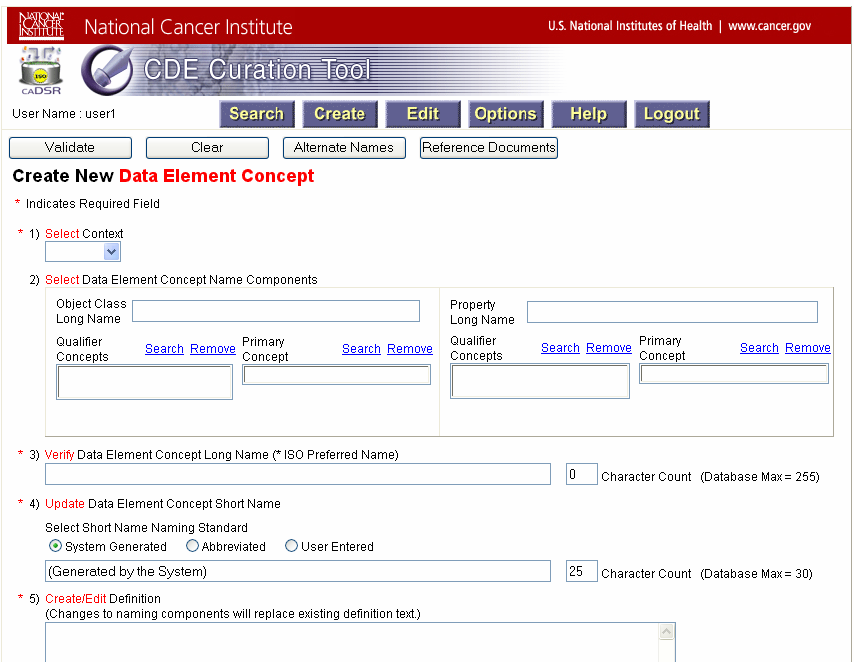 NATIONAL CANCER INSTITUTE
National Cancer Institute
U.S. National Institutes of Health | www.cancer.gov
ISO
caDSR
CDE Curation Tool
User Name : user1
Search Create Edit Options Help Logout
Validate Clear Alternate Names Reference Documents
Create New Data Element Concept
* Indicates Required Field
* 1) Select Context
2) Select Data Element Concept Name Components
Object Class
Long Name
Qualifier
Concepts
Search Remove
Primary
Concept
Search Remove
Property
Long Name
Qualifier
Concepts
Search Remove
Primary
Concept
Search Remove
* 3) Verify Data Element Concept Long Name (* ISO Preferred Name)
0 Character Count (Database Max = 255)
* 4) Update Data Element Concept Short Name
Select Short Name Naming Standard
System Generated Abbreviated User Entered
(Generated by the System) 25 Character Count (Database Max = 30)
* 5) Create/Edit Definition
(Changes to naming components will replace existing definition text.)